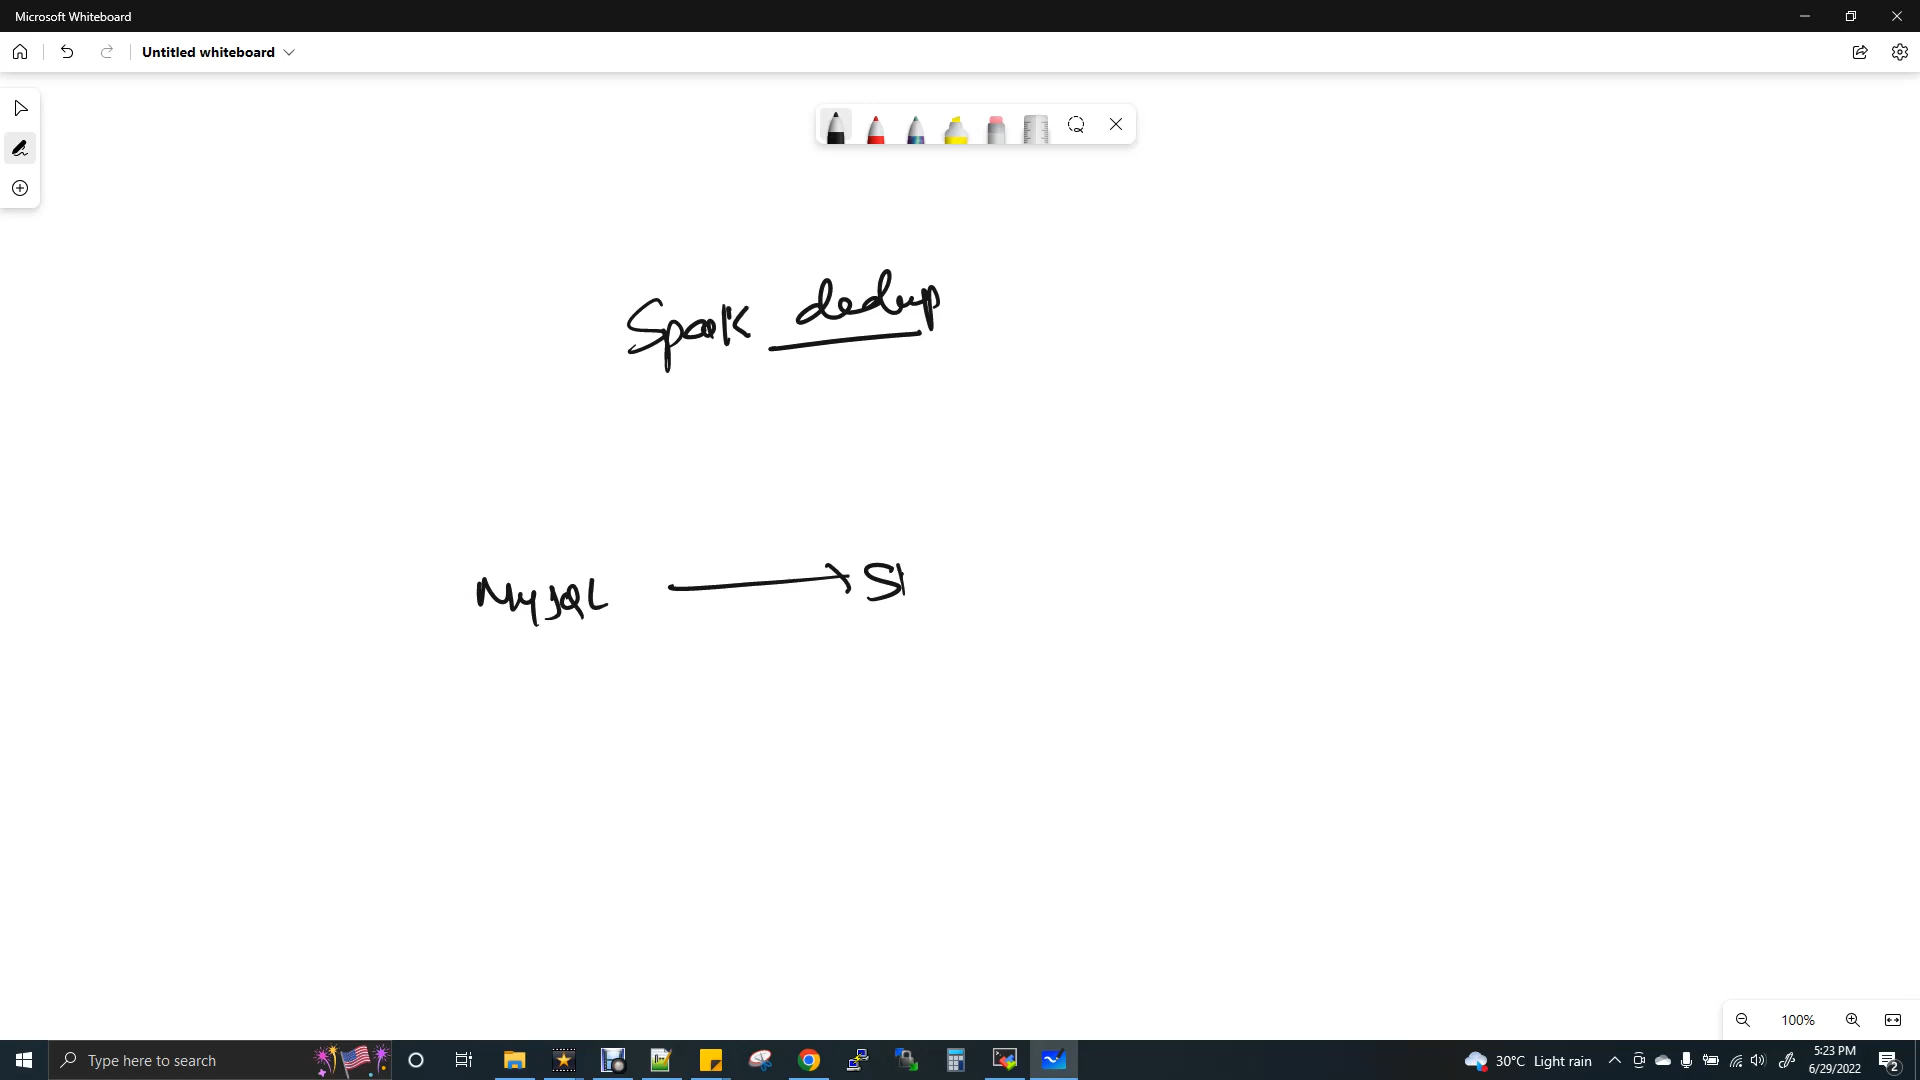 Microsoft Whiteboard
Untitled whiteboard
Spark dedup
MySQL
100%
Type here to search
30°C Light rain
5:23 PM
6/29/2022
2